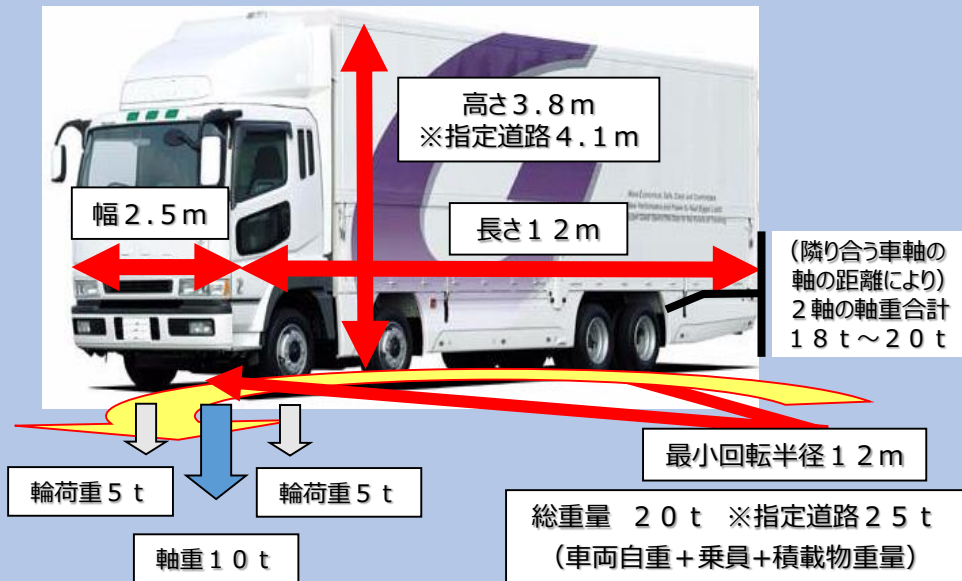 高さ3.8m
※指定道路4.1m
幅2.5m
長さ12m
(隣り合う車軸の
軸の距離により)
2軸の軸重合計
18t～20t
輪荷重5t
輪荷重5t
軸重10t
最小回転半径12m
総重量 20t ※指定道路25t
(車両自重+乗員+積載物重量)